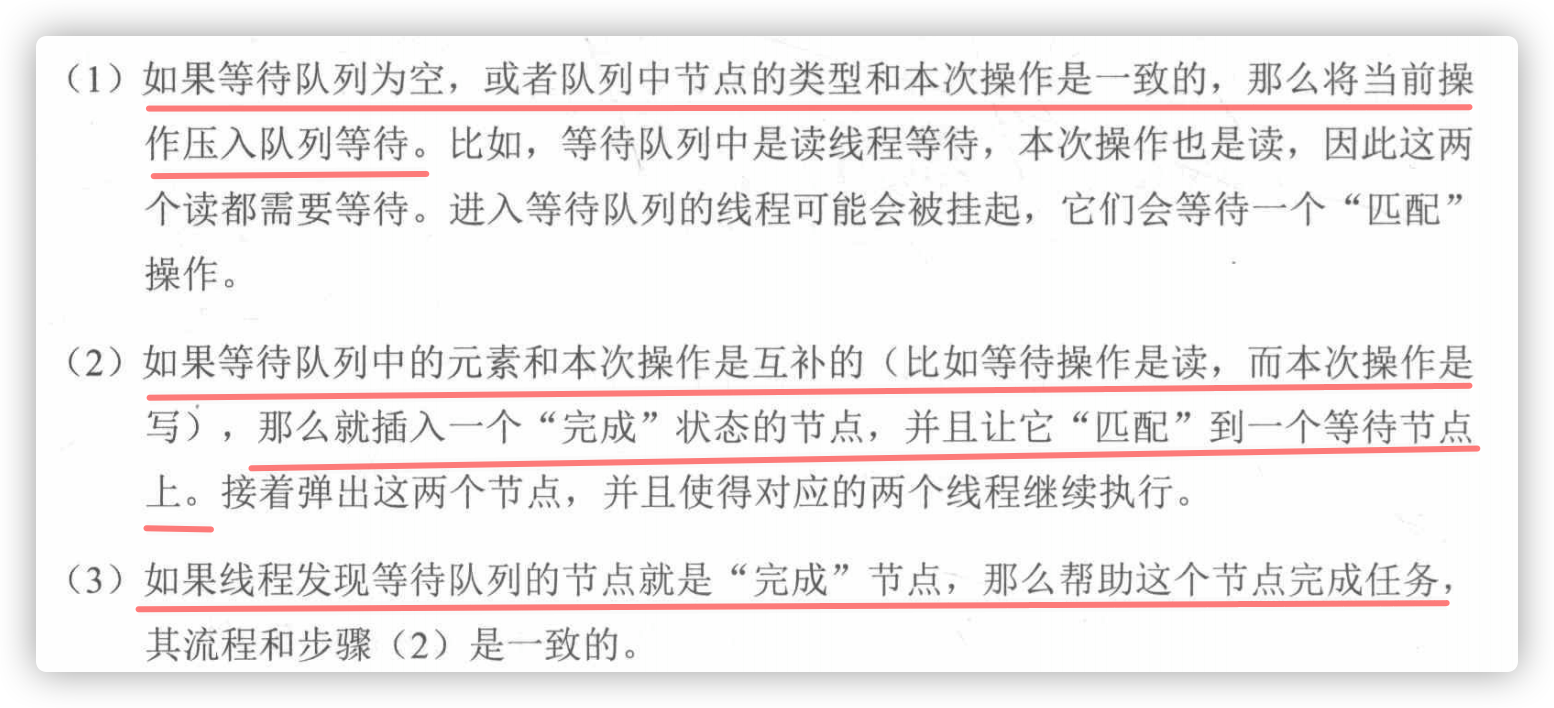 （1）如果等待队列为空，或者队列中节点的类型和本次操作是一致的，那么将当前操
作压入队列等待。比如，等待队列中是读线程等待，本次操作也是读，因此这两
个读都需要等待。进入等待队列的线程可能会被挂起，它们会等待一个“匹配”
操作。
（2）如果等待队列中的元素和本次操作是互补的（比如等待操作是读，而本次操作是
写），那么就插入一个“完成”状态的节点，并且让它“匹配”到一个等待节点
上。接着弹出这两个节点，并且使得对应的两个线程继续执行。
（3）如果线程发现等待队列的节点就是“完成”节点，那么帮助这个节点完成任务，
其流程和步骤（2）是一致的。